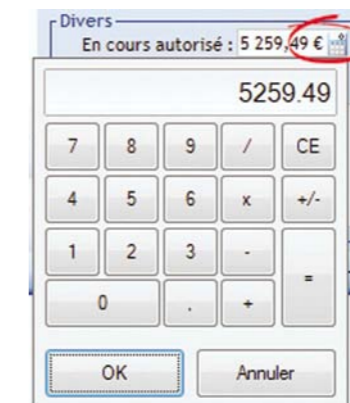 Divers
En cours autorisé : 5 259,49 €
5259.49
7 8 9 / CE
4 5 6 x +/-
1 2 3 - =
0 . +
OK Annuler